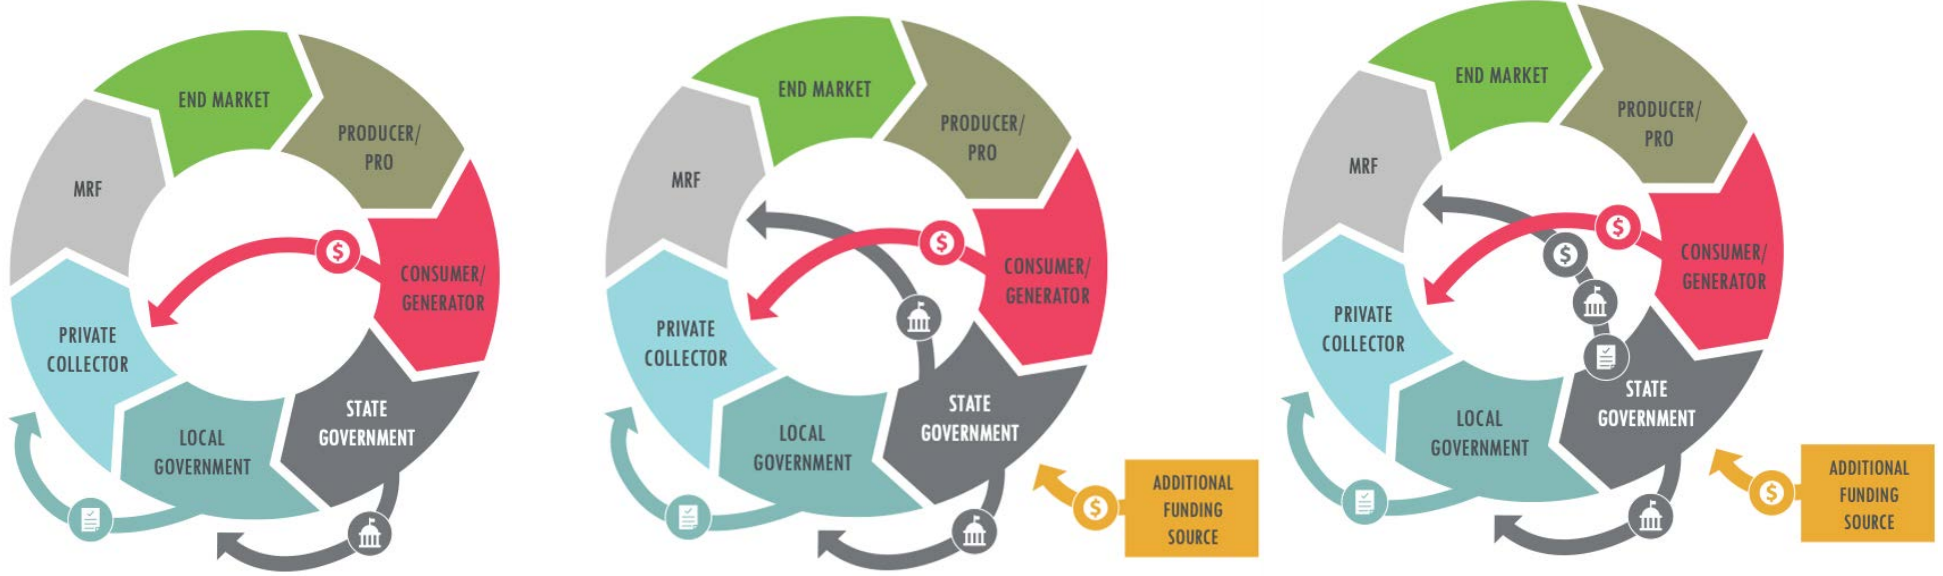 END MARKET
PRODUCER/
PRO
MRF
$
CONSUMER/
GENERATOR
PRIVATE
COLLECTOR
STATE
GOVERNMENT
LOCAL
GOVERNMENT
END MARKET
PRODUCER/
PRO
MRF
$
CONSUMER/
GENERATOR
PRIVATE
COLLECTOR
STATE
GOVERNMENT
LOCAL
GOVERNMENT
$
ADDITIONAL
FUNDING
SOURCE
END MARKET
PRODUCER/
PRO
MRF
$
$
CONSUMER/
GENERATOR
PRIVATE
COLLECTOR
STATE
GOVERNMENT
LOCAL
GOVERNMENT
$
ADDITIONAL
FUNDING
SOURCE